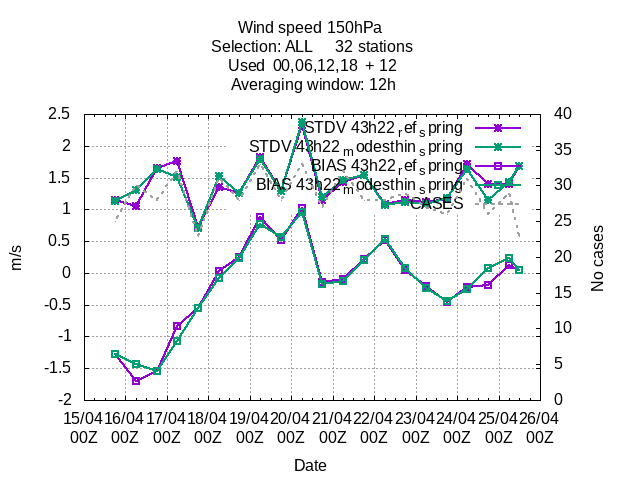 Wind speed 150hPa
Selection: ALL 32 stations
Used 00,06,12,18 + 12
Averaging window: 12h
2.5
2
1.5
1
0.5
0
-0.5
-1
-1.5
-2
m/s
40
35
30
25
20
15
10
5
0
No cases
STDV 43h22refspring
STDV 43h22modesthinspring
BIAS 43h22refspring
BIAS 43h22modesthinspring
CASES
15/04 16/04 17/04 18/04 19/04 20/04 21/04 22/04 23/04 24/04 25/04 26/04
00Z 00Z 00Z 00Z 00Z 00Z 00Z 00Z 00Z 00Z 00Z 00Z
Date